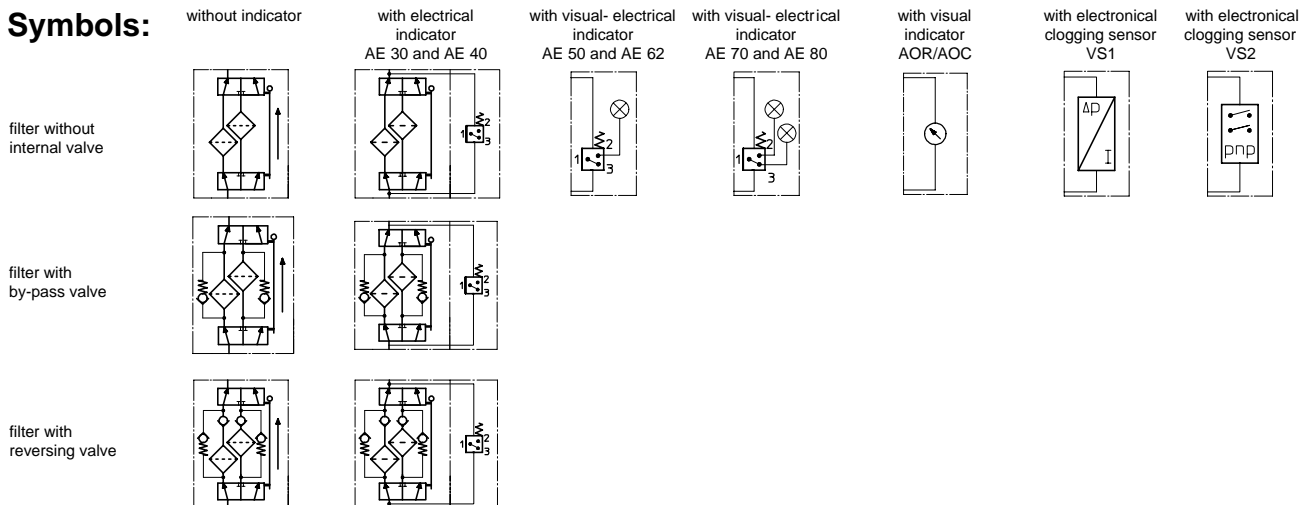 Symbols:
without indicator
with electrical
indicator
AE 30 and AE 40
with visual- electrical
indicator
AE 50 and AE 62
with visual- electrical
indicator
AE 70 and AE 80
with visual
indicator
AOR/AOC
with electronical
clogging sensor
VS1
with electronical
clogging sensor
VS2
filter without
internal valve
1 2
3
1 2
3
1 2
3
Δp
I
pnp
filter with
by-pass valve
1 2
3
filter with
reversing valve
1 2
3